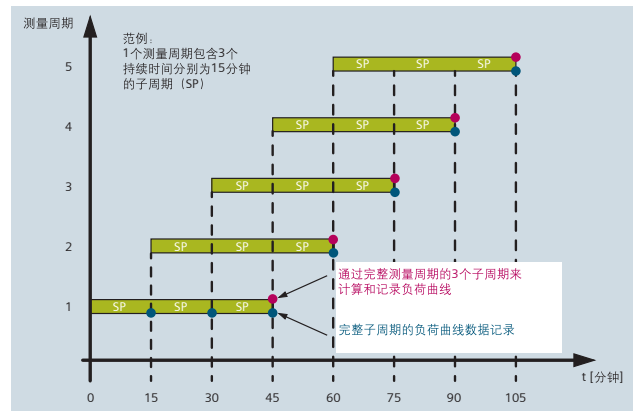 测量周期
范例:
1个测量周期包含3个
持续时间分别为15分钟
的子周期（SP）
5
SP SP SP
4
SP SP SP
3
SP SP SP
2
SP SP SP
通过完整测量周期的3个子周期来
计算和记录负荷曲线
1
SP SP SP
完整子周期的负荷曲线数据记录
t [分钟]
0 15 30 45 60 75 90 105